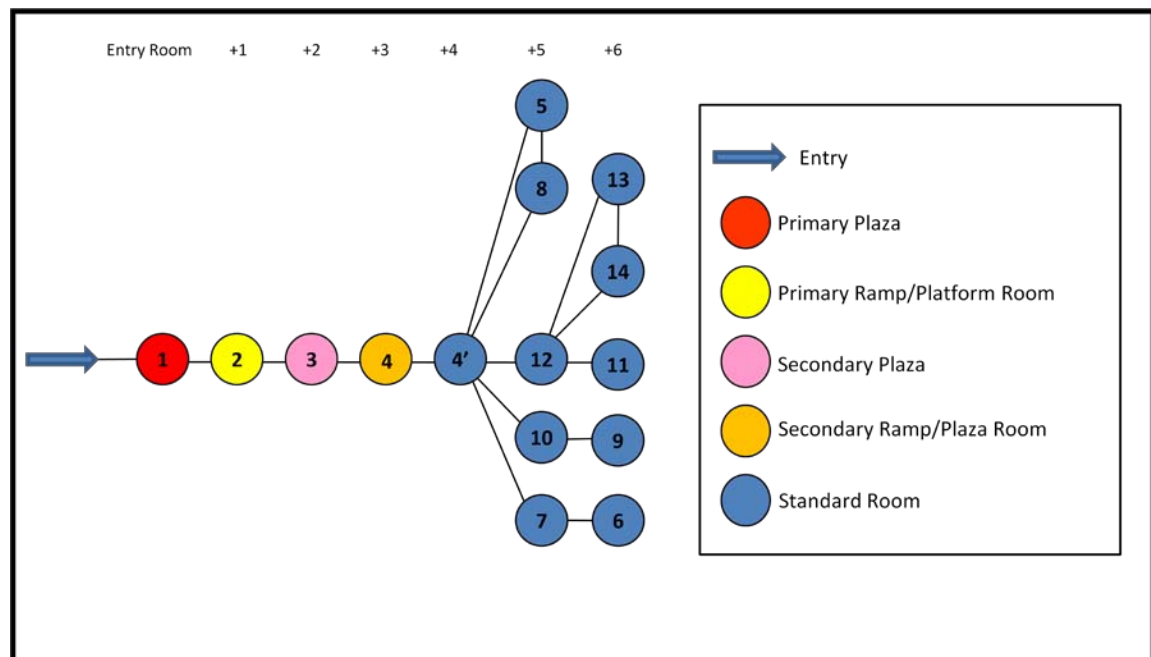 Entry Room +1 +2 +3 +4 +5 +6
5
8
13
14
1 2 3 4 4’ 12 11
10 9
7 6
Entry
Primary Plaza
Primary Ramp/Platform Room
Secondary Plaza
Secondary Ramp/Plaza Room
Standard Room